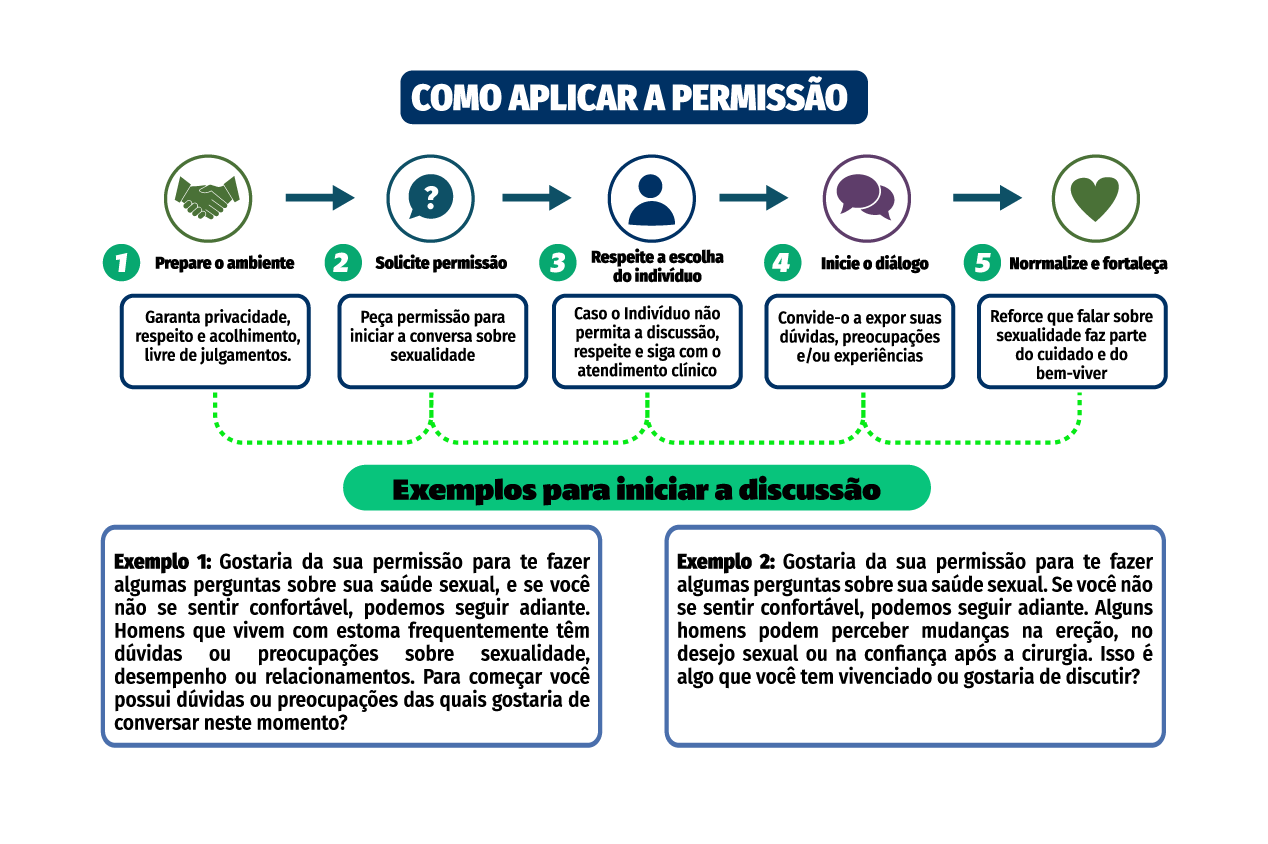 COMO APLICAR A PERMISSÃO
?
1 Prepare o ambiente
Garanta privacidade,
respeito e acolhimento,
livre de julgamentos.
2 Solicite permissão
Peça permissão para
iniciar a conversa sobre
sexualidade
3 Respeite a escolha
do indivíduo
Caso o Indivíduo não
permita a discussão,
respeite e siga com o
atendimento clínico
4 Inicie o diálogo
Convide-o a expor suas
dúvidas, preocupações
e/ou experiências
5 Norrmalize e fortaleça
Reforce que falar sobre
sexualidade faz parte
do cuidado e do
bem-viver
Exemplos para iniciar a discussão
Exemplo 1: Gostaria da sua permissão para te fazer
algumas perguntas sobre sua saúde sexual, e se você
não se sentir confortável, podemos seguir adiante.
Homens que vivem com estoma frequentemente têm
dúvidas ou preocupações sobre sexualidade,
desempenho ou relacionamentos. Para começar você
possui dúvidas ou preocupações das quais gostaria de
conversar neste momento?
Exemplo 2: Gostaria da sua permissão para te fazer
algumas perguntas sobre sua saúde sexual. Se você não
se sentir confortável, podemos seguir adiante. Alguns
homens podem perceber mudanças na ereção, no
desejo sexual ou na confiança após a cirurgia. Isso é
algo que você tem vivenciado ou gostaria de discutir?